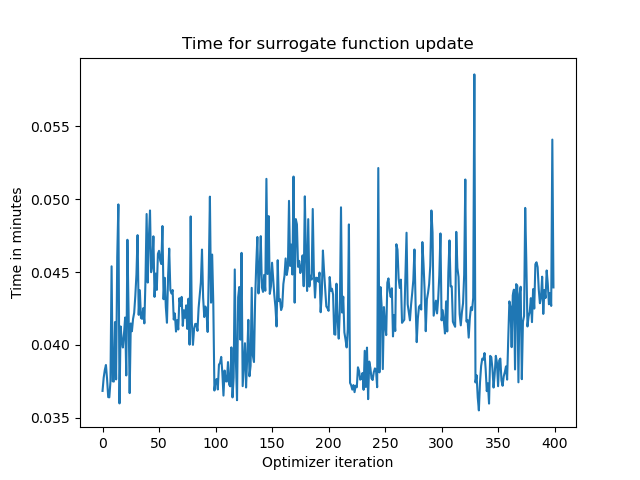 Time for surrogate function update
0.055
0.050
0.045
0.040
0.035
Time in minutes
0 50 100 150 200 250 300 350 400
Optimizer iteration